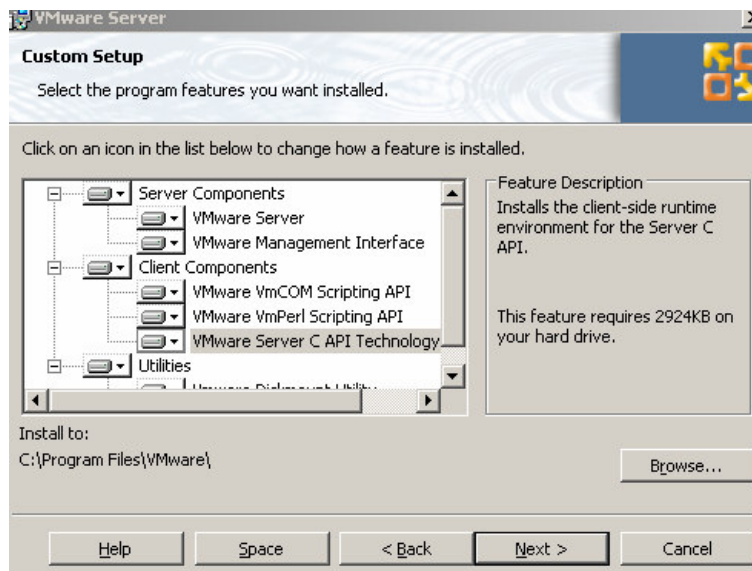 VMware Server
Custom Setup
Select the program features you want installed.
Click on an icon in the list below to change how a feature is installed.
Server Components
VMware Server
VMware Management Interface
Client Components
VMware VmCOM Scripting API
VMware VmPerl Scripting API
VMware Server C API Technology
Utilities
Vmware Diskmount Utility
Feature Description
Installs the client-side runtime
environment for the Server C
API.
This feature requires 2924KB on
your hard drive.
Install to:
C:\Program Files\VMware\
Browse...
Help
Space
< Back
Next >
Cancel